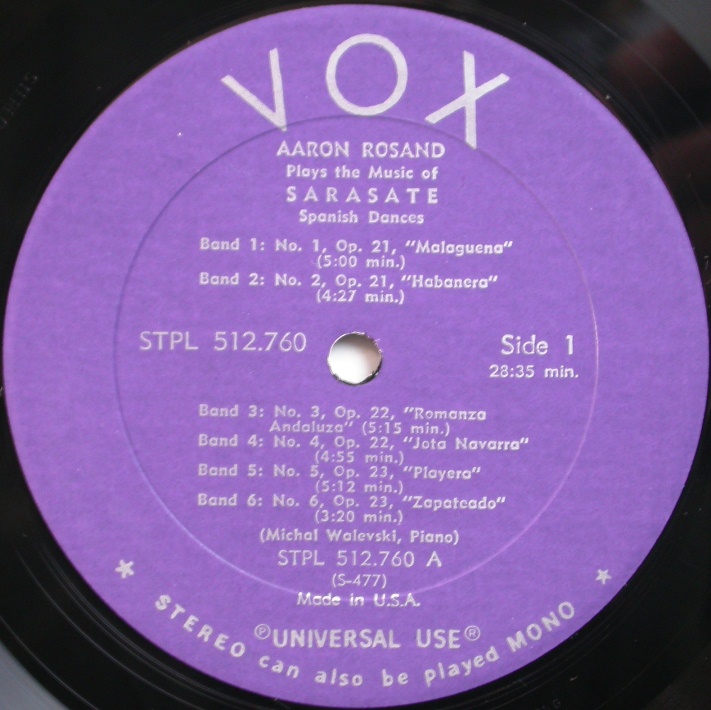 VOX
AARON ROSAND
Plays the Music of
SARASATE
Spanish Dances
Band 1: No. 1, Op. 21, "Malaguena"
(5:00 min.)
Band 2: No. 2, Op. 21, "Habanera"
(4:27 min.)
STPL 512.760
Side 1
28:35 min.
Band 3: No. 3, Op. 22, "Romanza
Andaluza" (5:15 min.)
Band 4: No. 4, Op. 22, "Jota Navarra"
(4:55 min.)
Band 5: No. 5, Op. 23, "Playera"
(5:12 min.)
Band 6: No. 6, Op. 23, "Zapateado"
(3:20 min.)
(Michal Walevski, Piano)
STPL 512.760 A
(S-477)
Made in U.S.A.
℗UNIVERSAL USE®
★ STEREO can also be played MONO ★